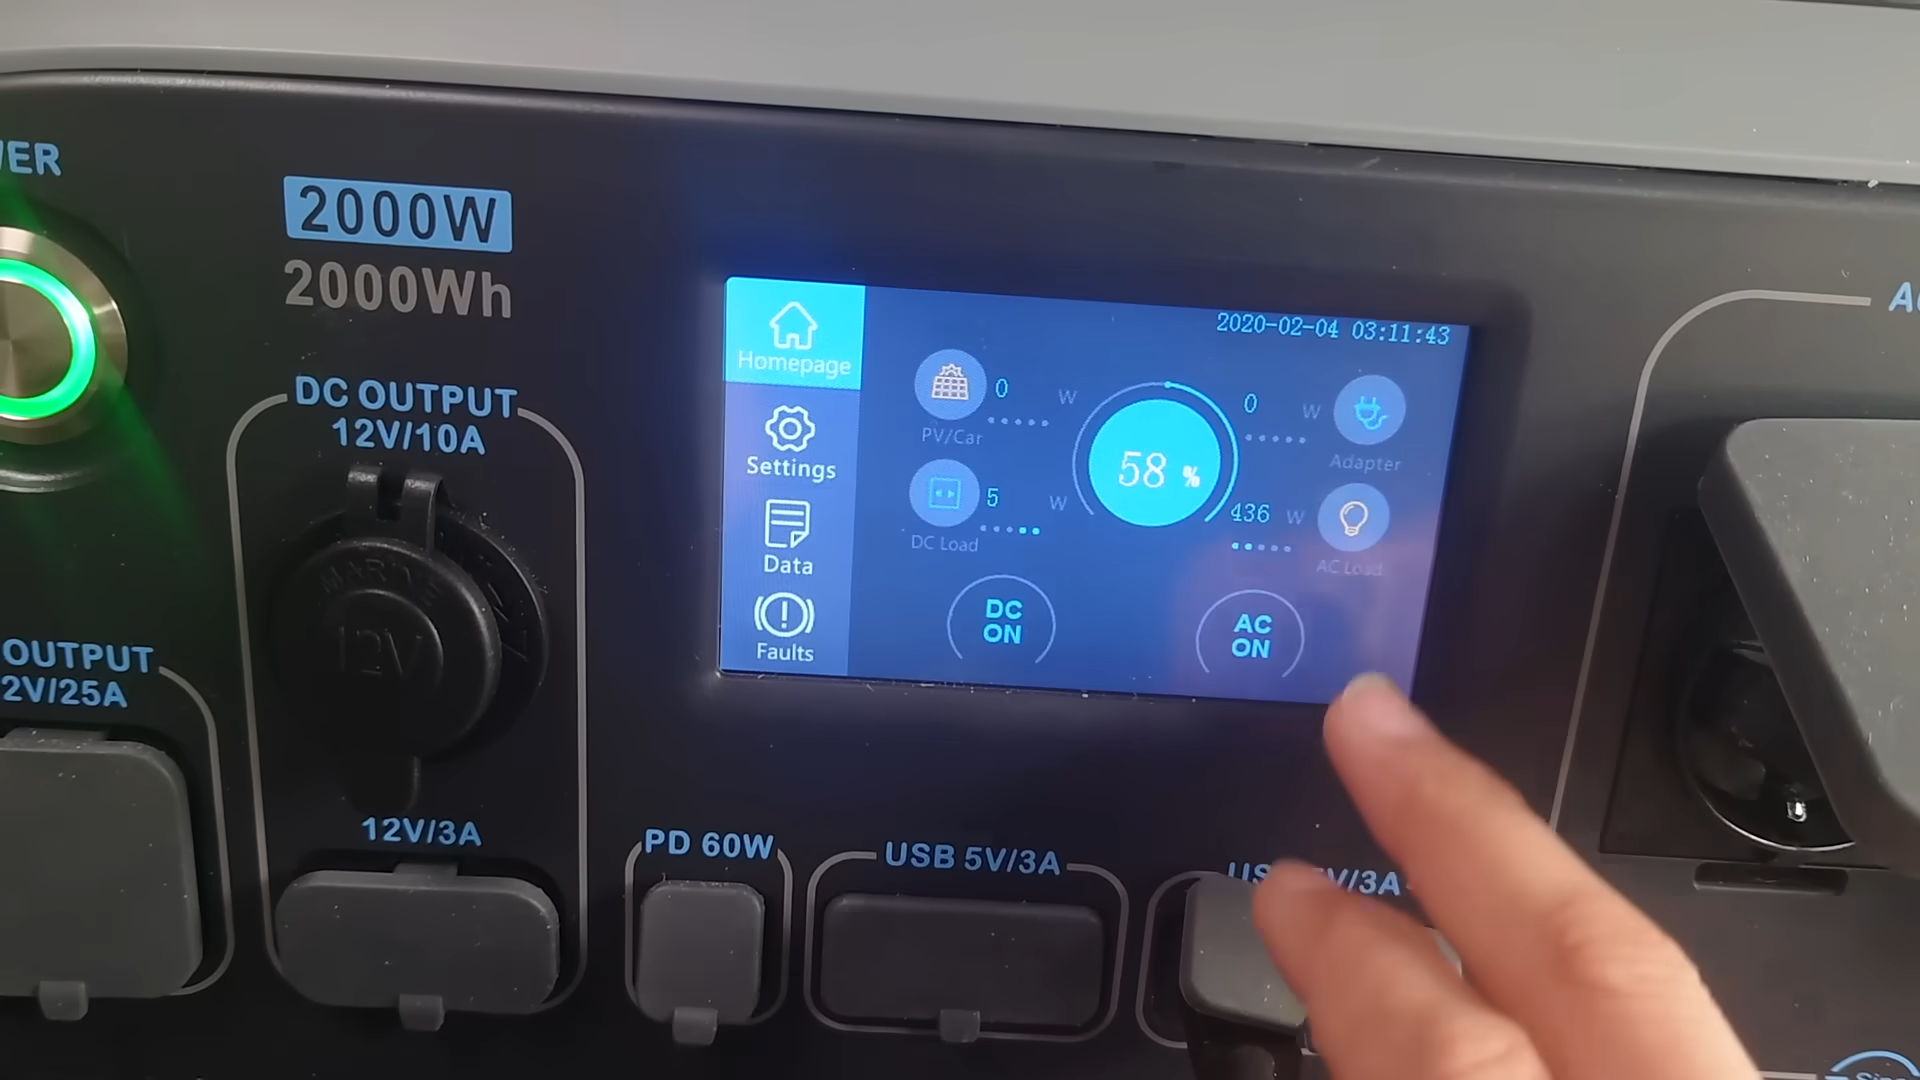 2000W
2000Wh
DC OUTPUT
12V/10A
MARINE
12V
OUTPUT
2V/25A
12V/3A
PD 60W
USB 5V/3A
Homepage
Settings
Data
Faults
2020-02-04 03:11:43
0 W
PV/Car
5 W
DC Load
58 %
0 W
Adapter
436 W
AC Load
DC
ON
AC
ON